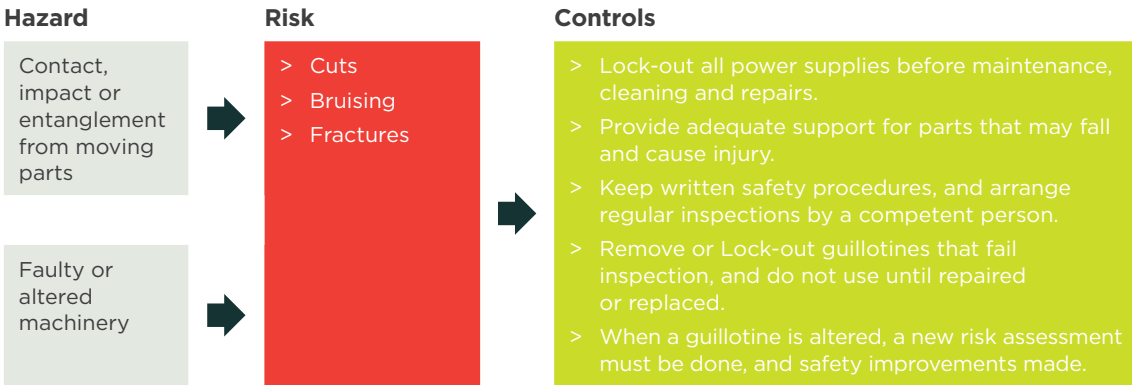 Hazard
Risk
Controls
Contact,
impact or
entanglement
from moving
parts
Faulty or
altered
machinery
> Cuts
> Bruising
> Fractures
> Lock-out all power supplies before maintenance,
cleaning and repairs.
> Provide adequate support for parts that may fall
and cause injury.
> Keep written safety procedures, and arrange
regular inspections by a competent person.
> Remove or Lock-out guillotines that fail
inspection, and do not use until repaired
or replaced.
> When a guillotine is altered, a new risk assessment
must be done, and safety improvements made.